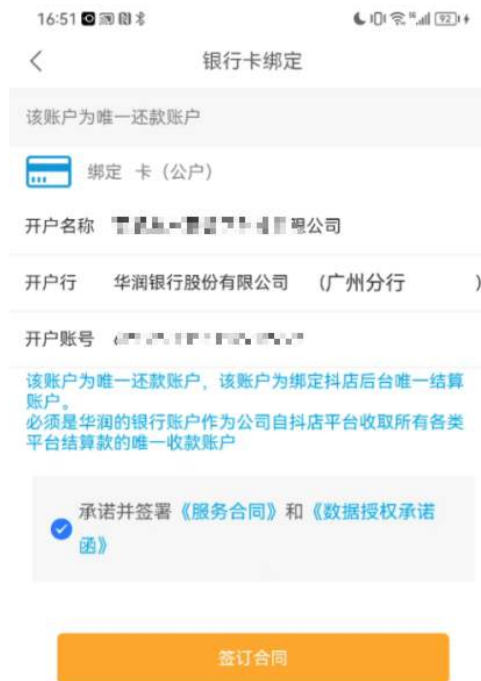 16:51
92
银行卡绑定
该账户为唯一还款账户
绑定 卡（公户）
开户名称 限公司
开户行 华润银行股份有限公司 （广州分行 ）
开户账号
该账户为唯一还款账户，该账户为绑定抖店后台唯一结算
账户。
必须是华润的银行账户作为公司自抖店平台收取所有各类
平台结算款的唯一收款账户
承诺并签署《服务合同》和《数据授权承诺
函》
签订合同